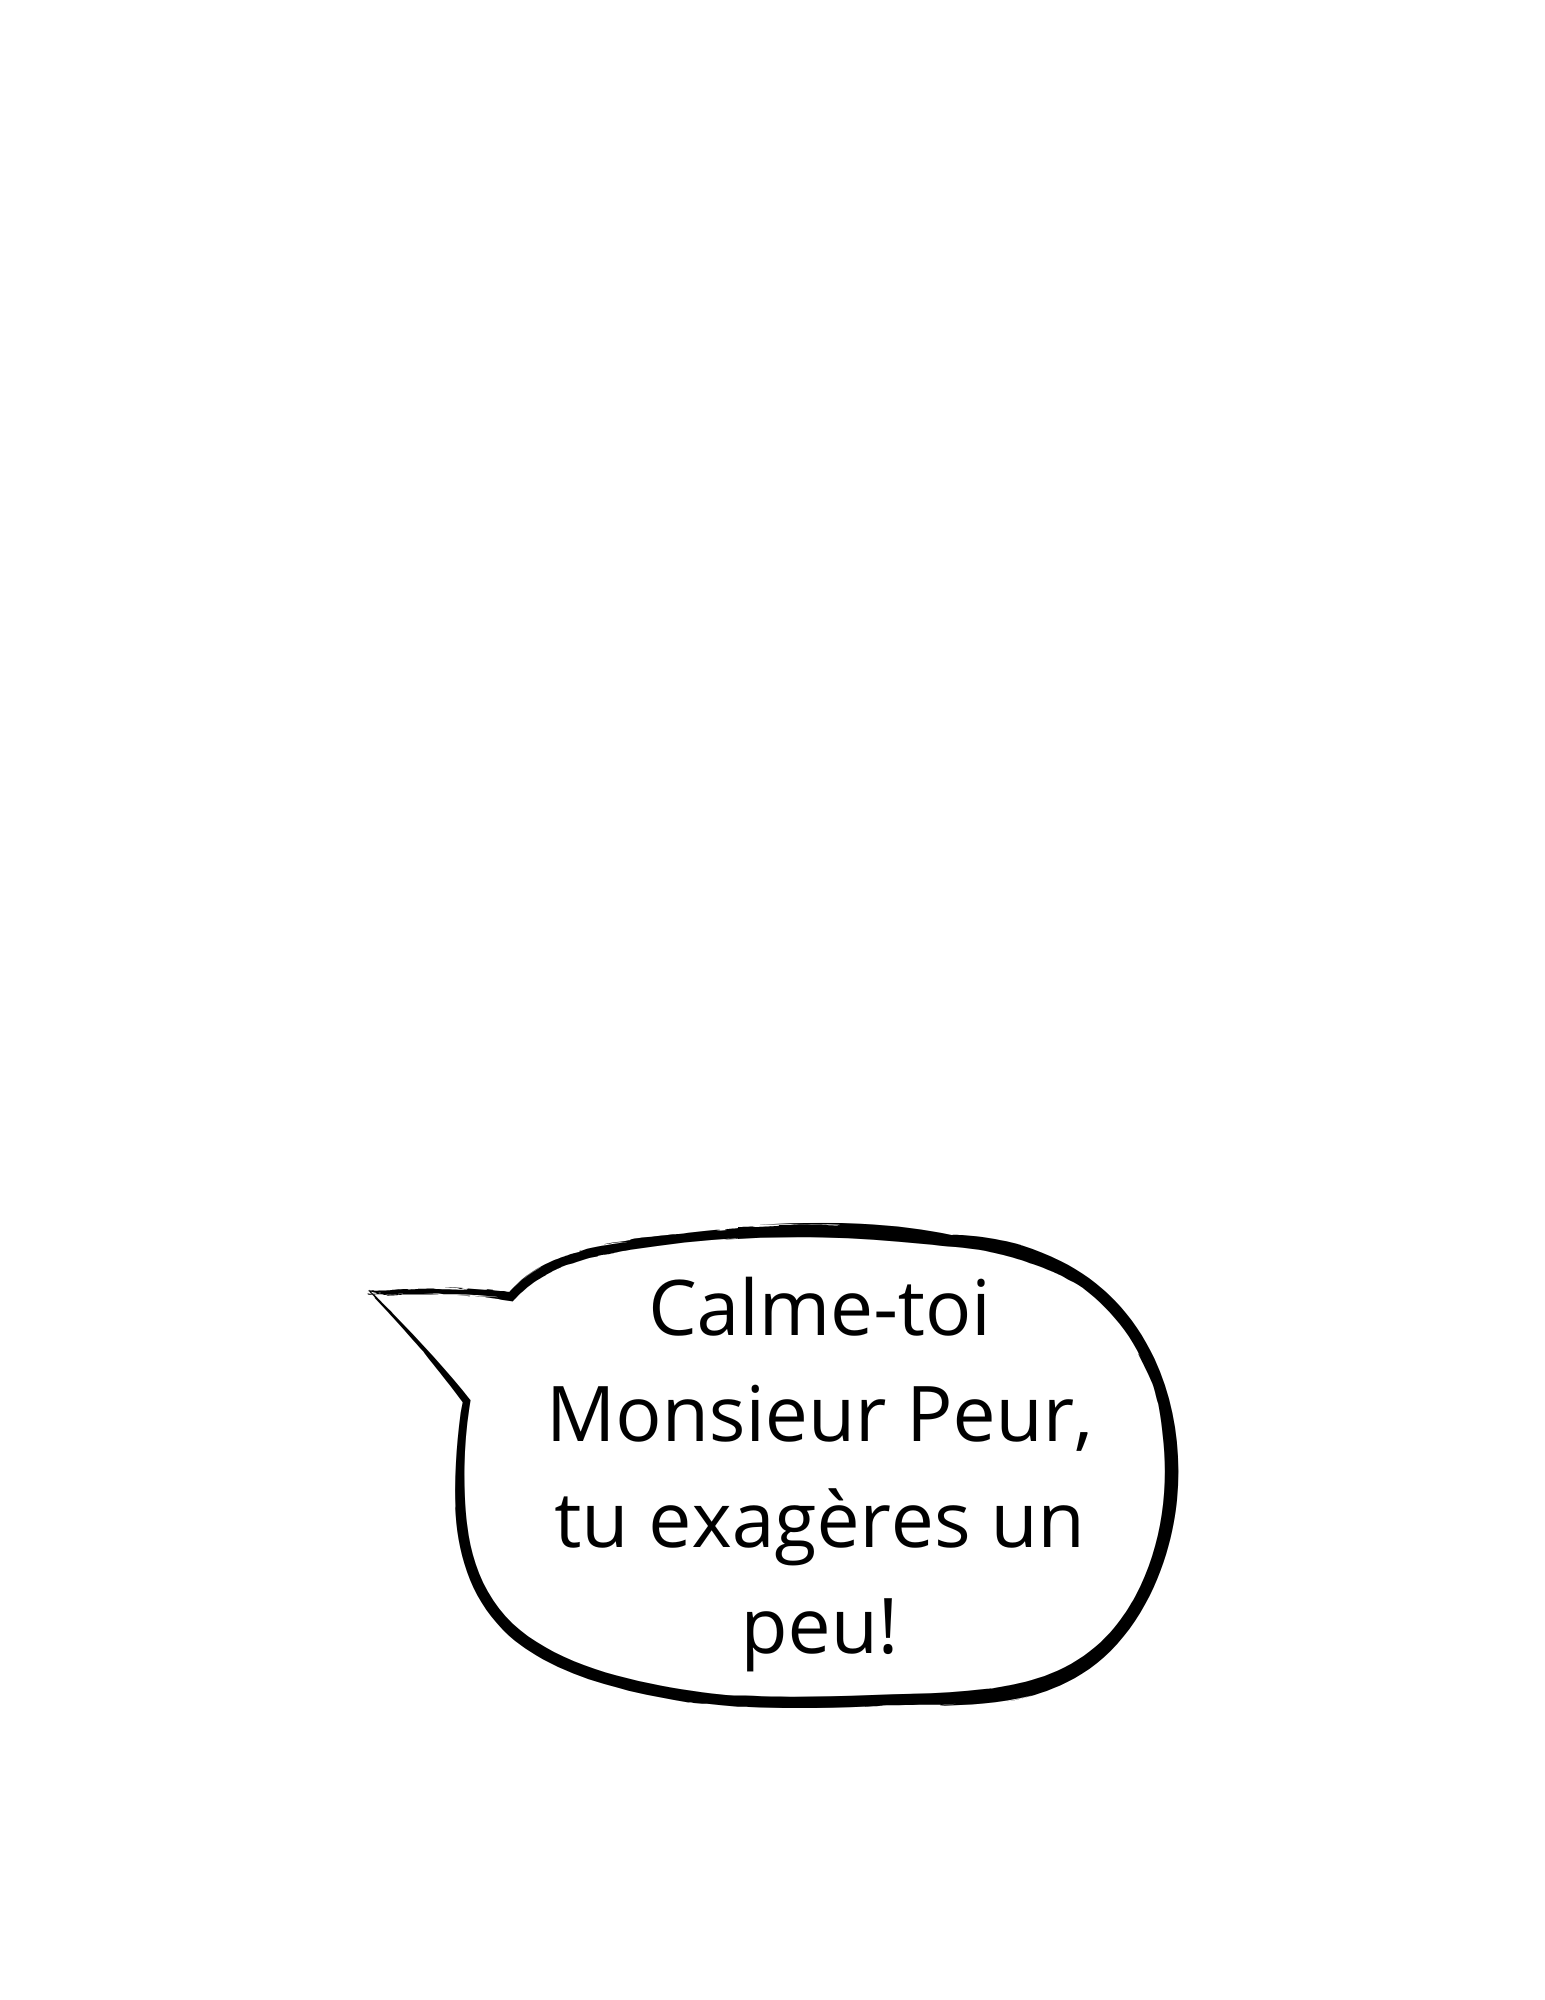 Calme-toi
Monsieur Peur,
tu exagères un
peu!